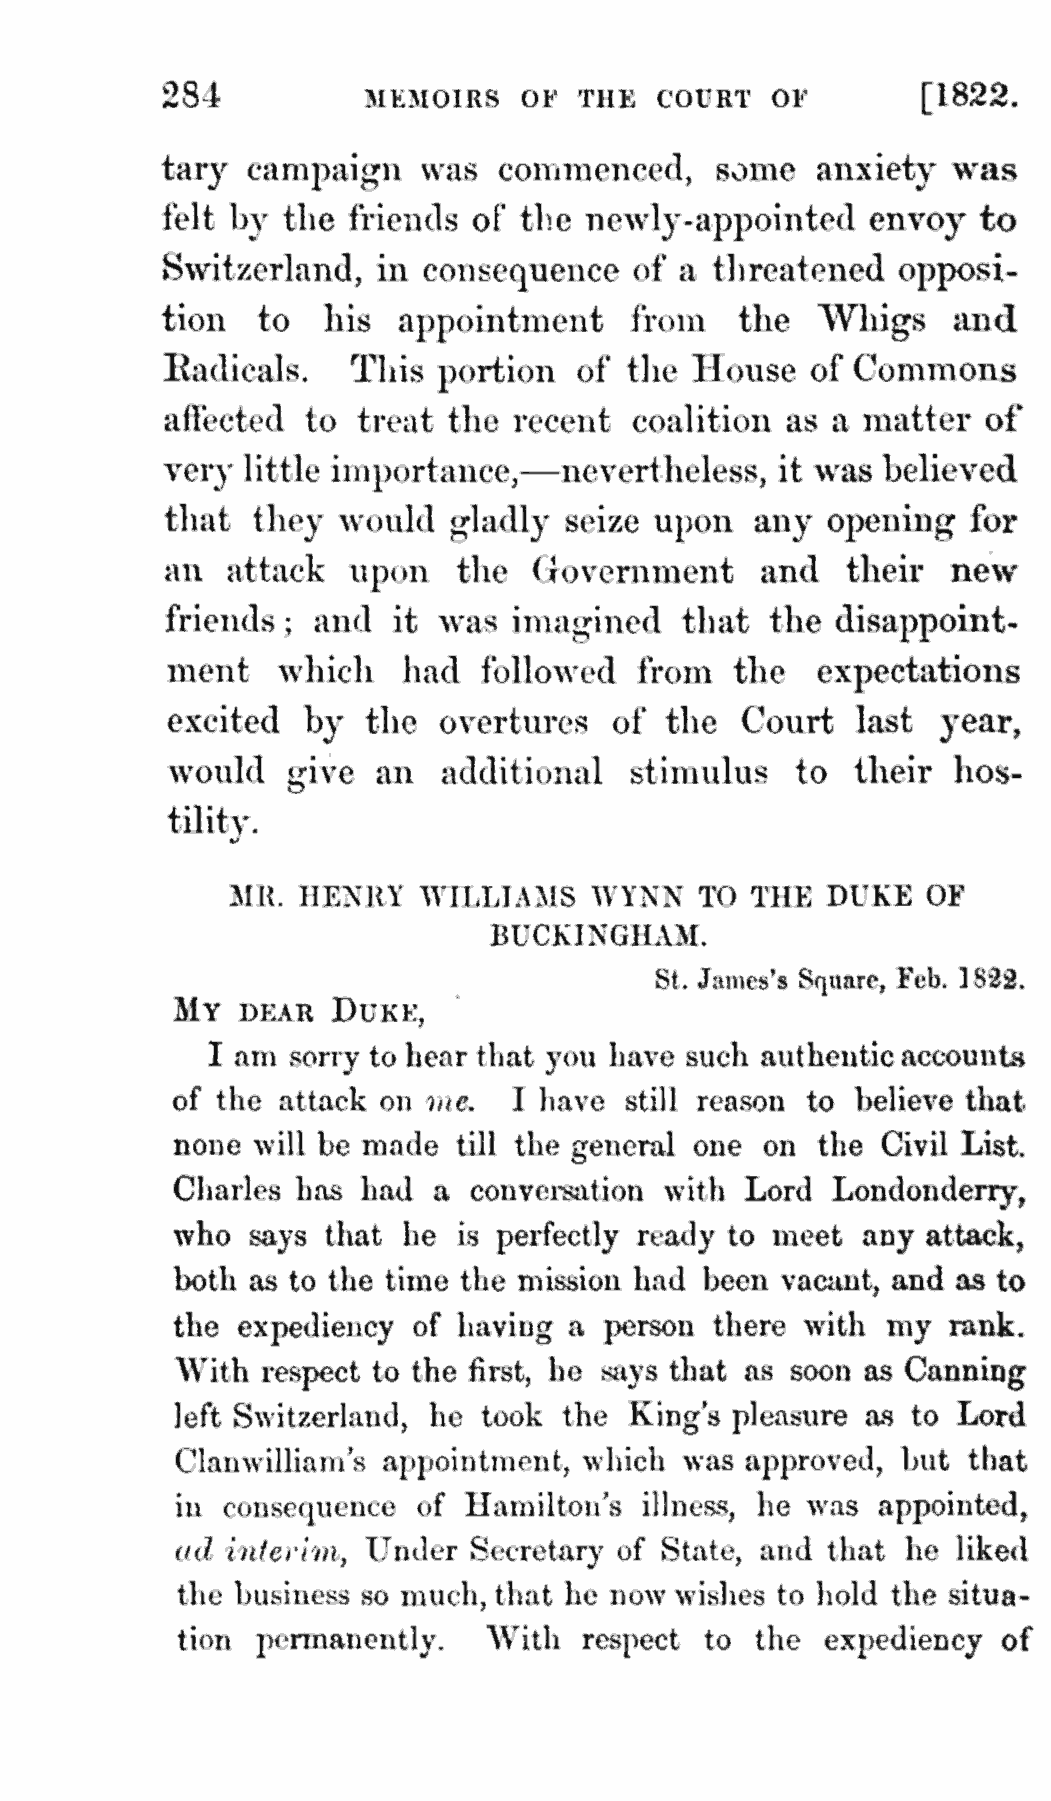 284 MEMOIRS OF THE COURT OF [1822.
tary campaign was commenced, some anxiety was
felt by the friends of the newly-appointed envoy to
Switzerland, in consequence of a threatened opposi-
tion to his appointment from the Whigs and
Radicals. This portion of the House of Commons
affected to treat the recent coalition as a matter of
very little importance,—nevertheless, it was believed
that they would gladly seize upon any opening for
an attack upon the Government and their new
friends; and it was imagined that the disappoint-
ment which had followed from the expectations
excited by the overtures of the Court last year,
would give an additional stimulus to their hos-
tility.
MR. HENRY WILLIAMS WYNN TO THE DUKE OF
BUCKINGHAM.
St. James's Square, Feb. 1822.
MY DEAR DUKE,
I am sorry to hear that you have such authentic accounts
of the attack on me. I have still reason to believe that
none will be made till the general one on the Civil List.
Charles has had a conversation with Lord Londonderry,
who says that he is perfectly ready to meet any attack,
both as to the time the mission had been vacant, and as to
the expediency of having a person there with my rank.
With respect to the first, he says that as soon as Canning
left Switzerland, he took the King's pleasure as to Lord
Clanwilliam's appointment, which was approved, but that
in consequence of Hamilton's illness, he was appointed,
ad interim, Under Secretary of State, and that he liked
the business so much, that he now wishes to hold the situa-
tion permanently. With respect to the expediency of